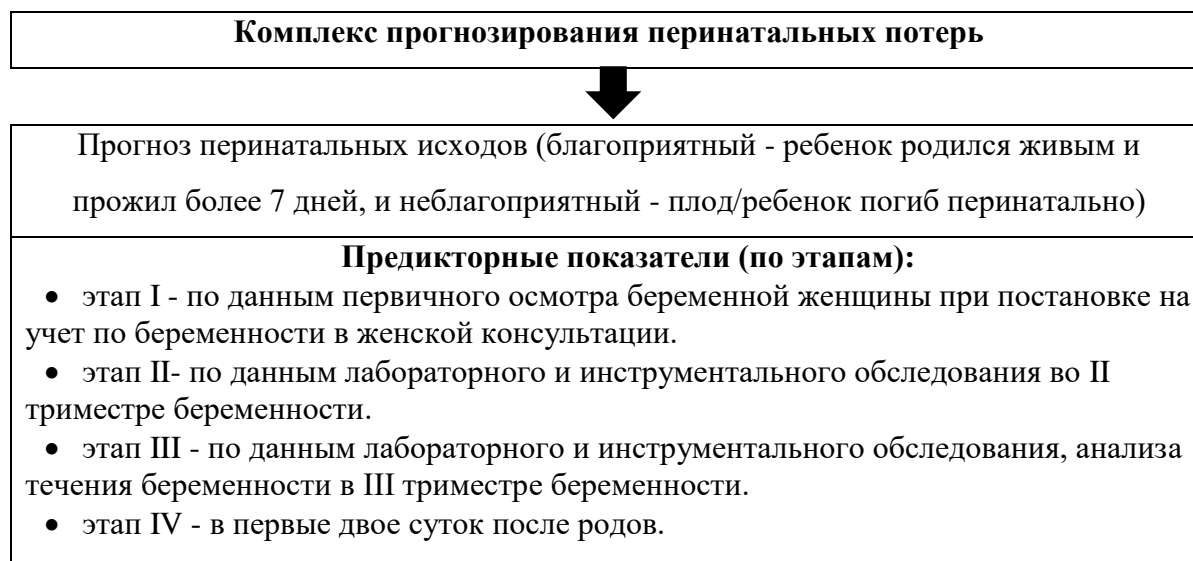 Комплекс прогнозирования перинатальных потерь
Прогноз перинатальных исходов (благоприятный - ребенок родился живым и
прожил более 7 дней, и неблагоприятный - плод/ребенок погиб перинатально)
Предикторные показатели (по этапам):
• этап I - по данным первичного осмотра беременной женщины при постановке на
учет по беременности в женской консультации.
• этап II- по данным лабораторного и инструментального обследования во II
триместре беременности.
• этап III - по данным лабораторного и инструментального обследования, анализа
течения беременности в III триместре беременности.
• этап IV - в первые двое суток после родов.